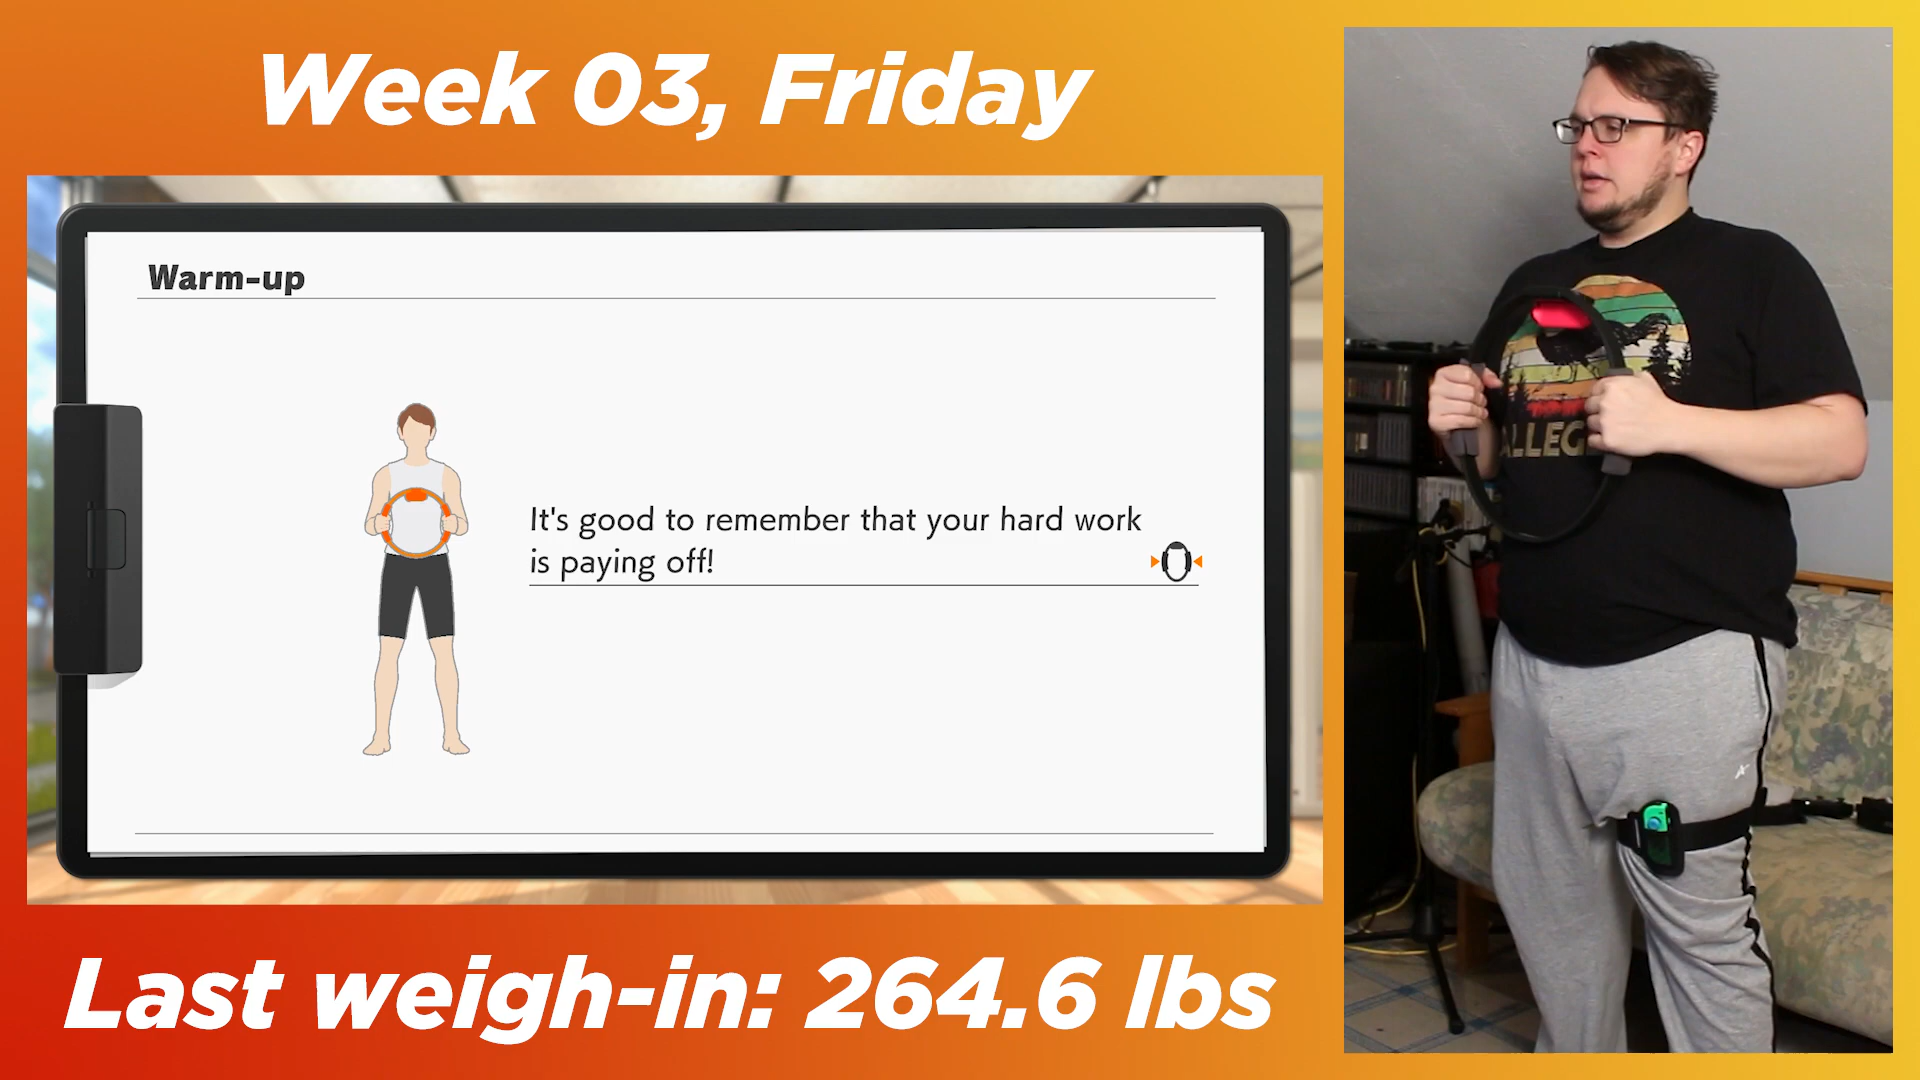 Week 03, Friday
Warm-up
It's good to remember that your hard work
is paying off!
Last weigh-in: 264.6 lbs